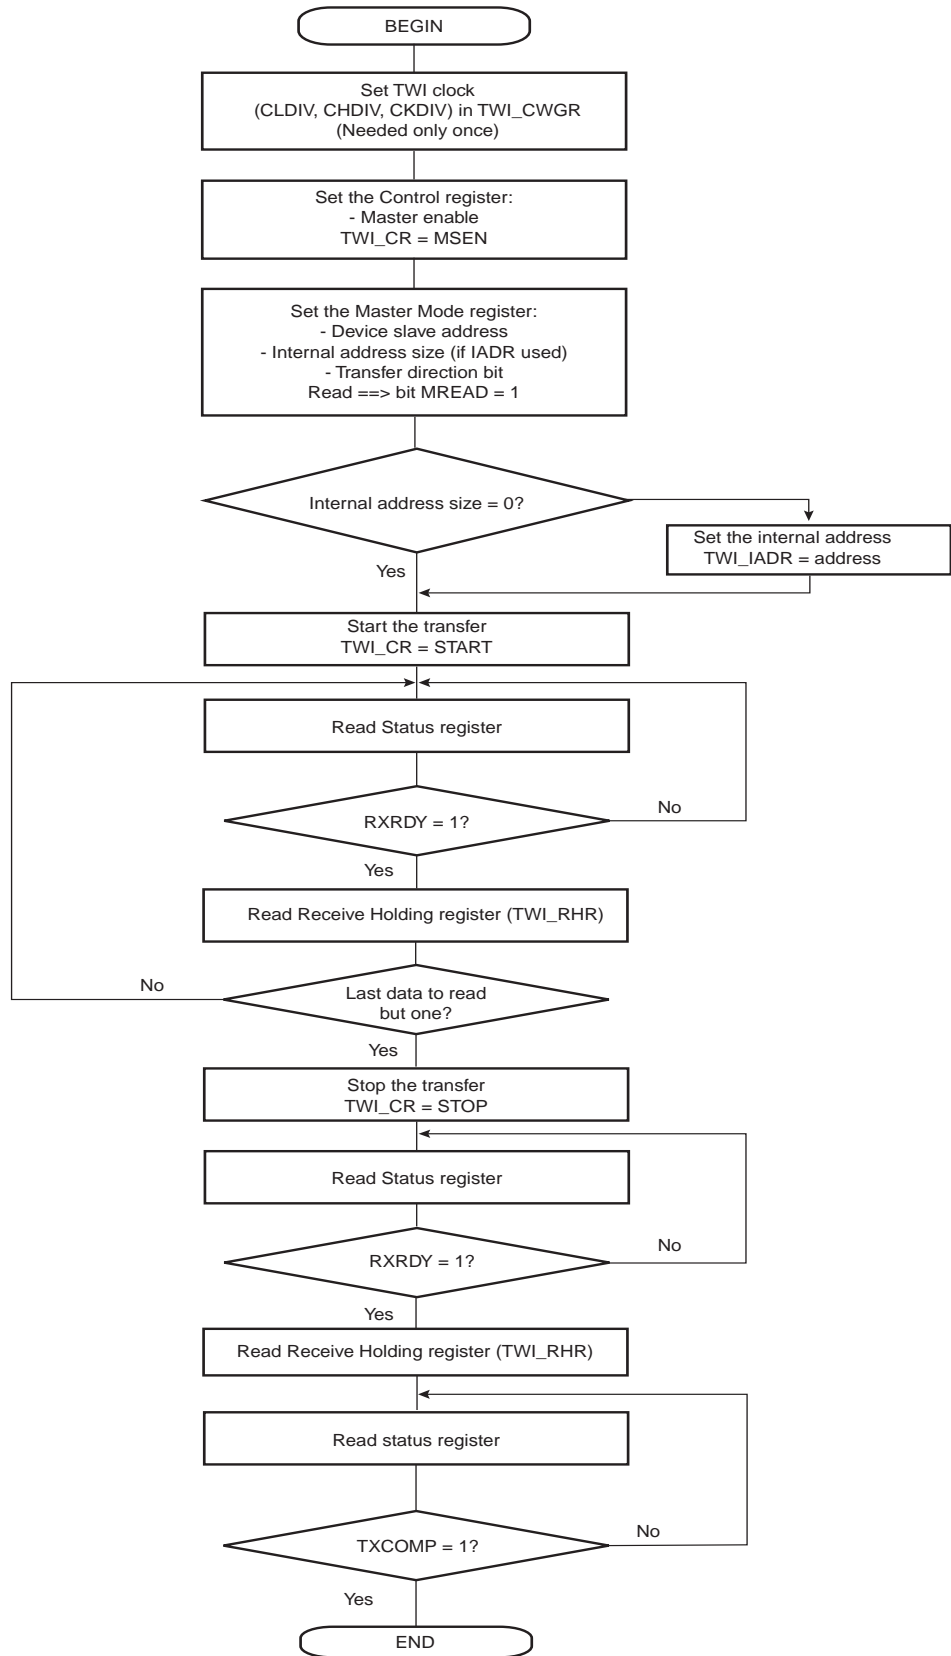 BEGIN
Set TWI clock
(CLDIV, CHDIV, CKDIV) in TWI_CWGR
(Needed only once)
Set the Control register:
- Master enable
TWI_CR = MSEN
Set the Master Mode register:
- Device slave address
- Internal address size (if IADR used)
- Transfer direction bit
Read ==> bit MREAD = 1
Internal address size = 0?
Set the internal address
TWI_IADR = address
Yes
Start the transfer
TWI_CR = START
Read Status register
RXRDY = 1?
No
Yes
Read Receive Holding register (TWI_RHR)
No
Last data to read
but one?
Yes
Stop the transfer
TWI_CR = STOP
Read Status register
RXRDY = 1?
No
Yes
Read Receive Holding register (TWI_RHR)
Read status register
TXCOMP = 1?
No
Yes
END